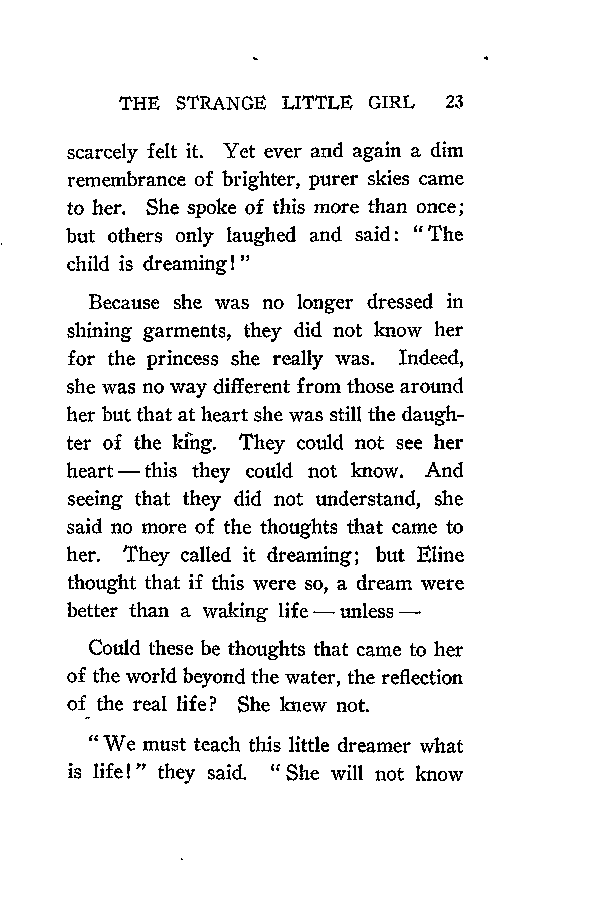 THE STRANGE LITTLE GIRL 23
scarcely felt it. Yet ever and again a dim
remembrance of brighter, purer skies came
to her. She spoke of this more than once;
but others only laughed and said: "The
child is dreaming!"
Because she was no longer dressed in
shining garments, they did not know her
for the princess she really was. Indeed,
she was no way different from those around
her but that at heart she was still the daugh-
ter of the king. They could not see her
heart — this they could not know. And
seeing that they did not understand, she
said no more of the thoughts that came to
her. They called it dreaming; but Eline
thought that if this were so, a dream were
better than a waking life — unless —
Could these be thoughts that came to her
of the world beyond the water, the reflection
of the real life? She knew not.
"We must teach this little dreamer what
is life!" they said. "She will not know